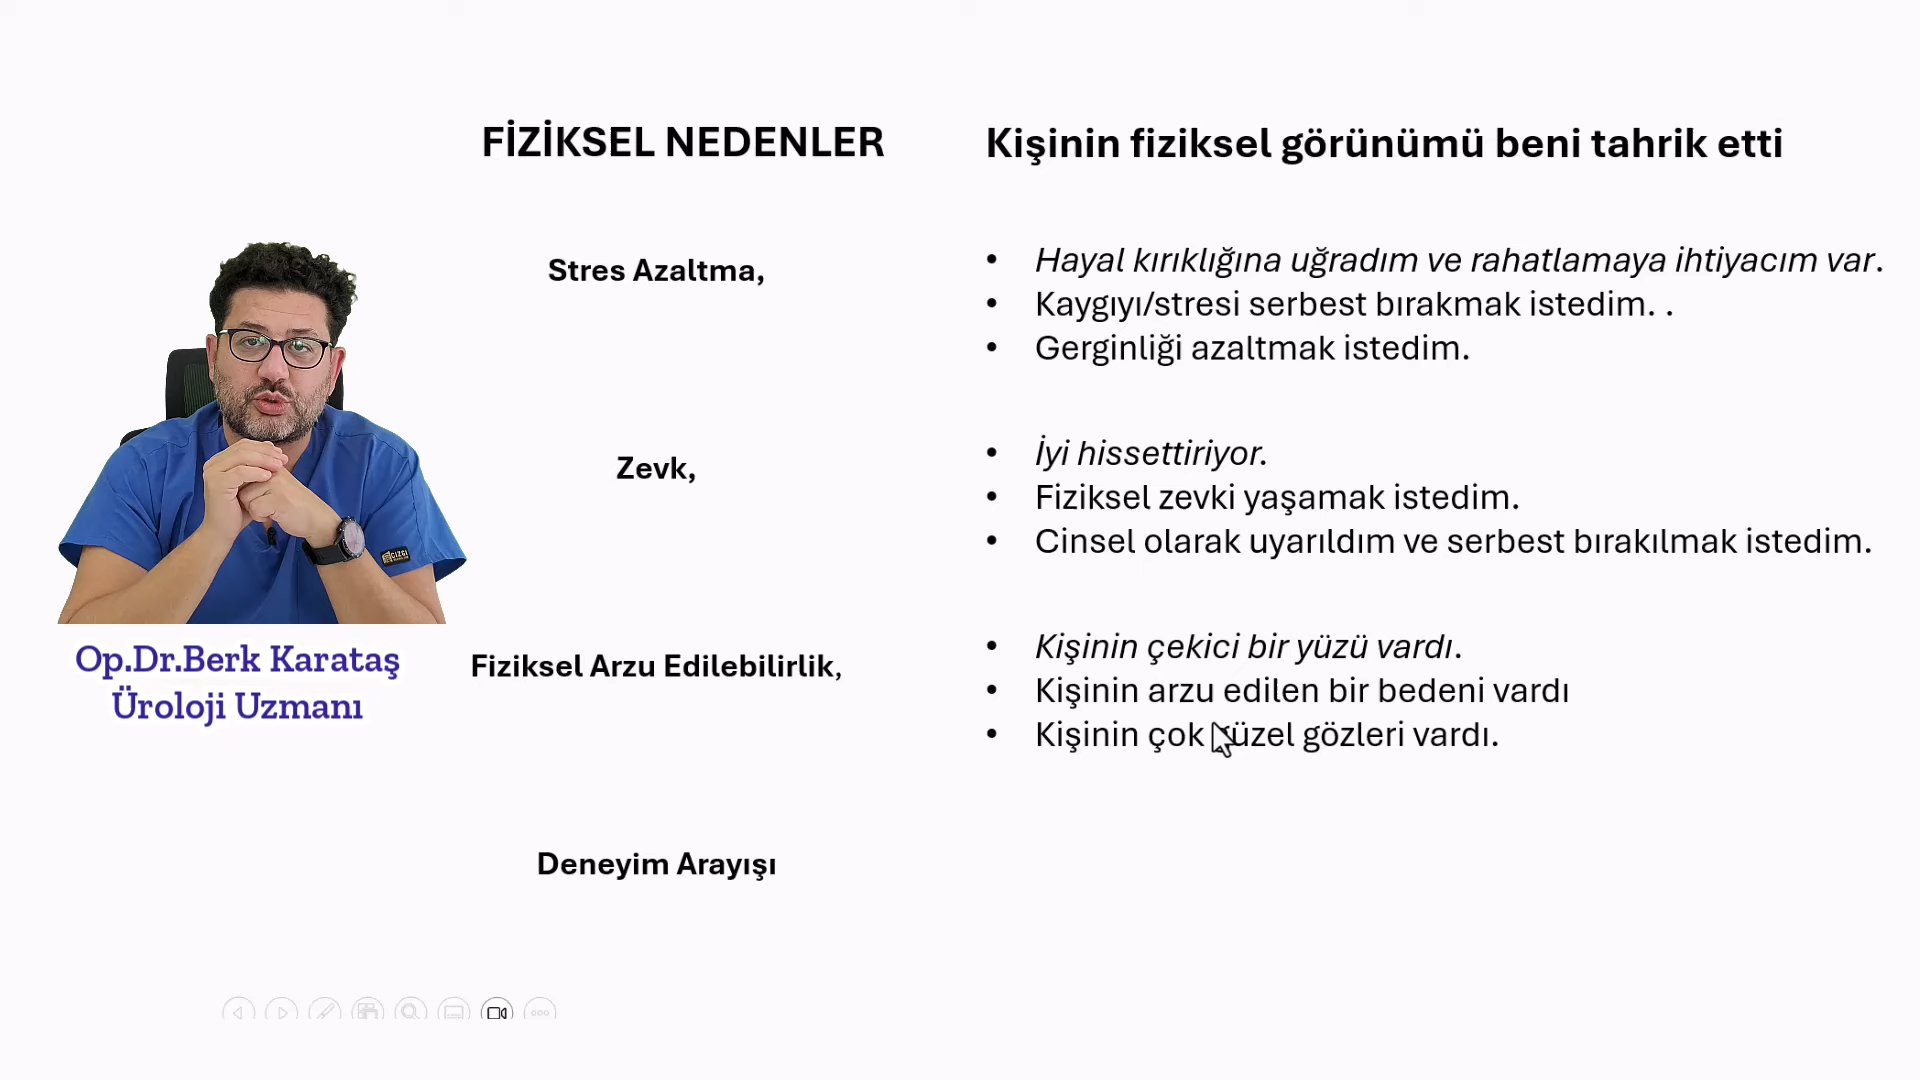 FİZİKSEL NEDENLER
Kişinin fiziksel görünümü beni tahrik etti
Stres Azaltma,
• Hayal kırıklığına uğradım ve rahatlamaya ihtiyacım var.
• Kaygıyı/stresi serbest bırakmak istedim. .
• Gerginliği azaltmak istedim.
Zevk,
• İyi hissettiriyor.
• Fiziksel zevki yaşamak istedim.
• Cinsel olarak uyarıldım ve serbest bırakılmak istedim.
Fiziksel Arzu Edilebilirlik,
• Kişinin çekici bir yüzü vardı.
• Kişinin arzu edilen bir bedeni vardı
• Kişinin çok güzel gözleri vardı.
Deneyim Arayışı
ÇİZGİ
Op.Dr.Berk Karataş
Üroloji Uzmanı